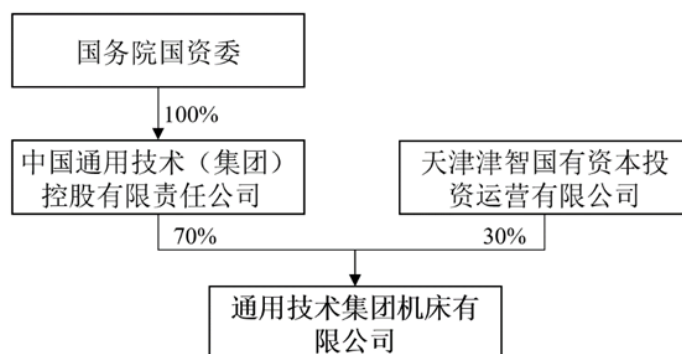 国务院国资委
100%
中国通用技术（集团）
控股有限责任公司
天津津智国有资本投
资运营有限公司
70%
30%
通用技术集团机床有
限公司